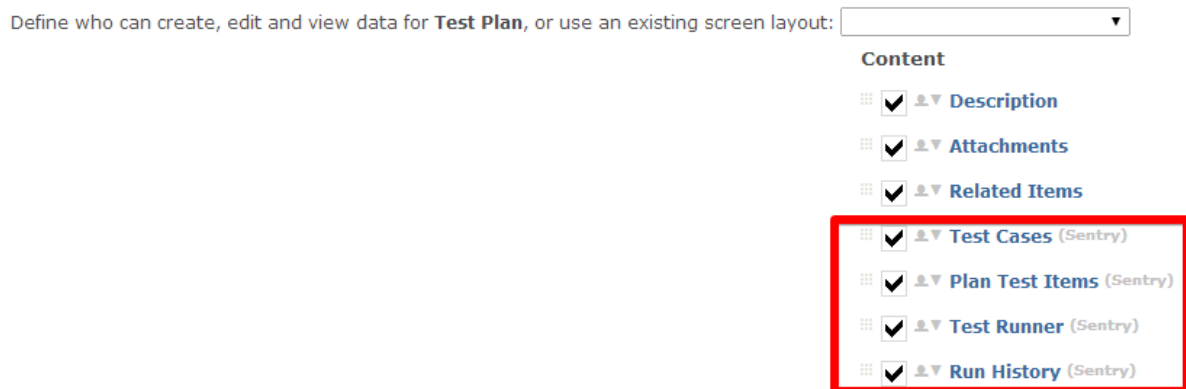 Define who can create, edit and view data for Test Plan, or use an existing screen layout:
Content
Description
Attachments
Related Items
Test Cases (Sentry)
Plan Test Items (Sentry)
Test Runner (Sentry)
Run History (Sentry)